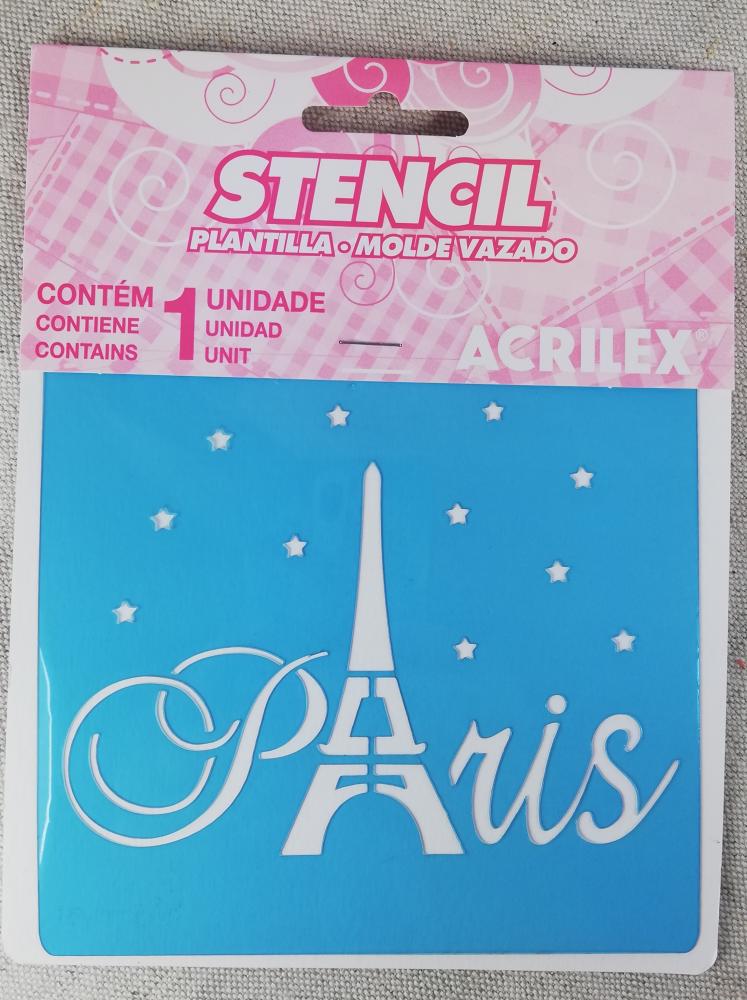 STENCIL
PLANTILLA • MOLDE VAZADO
CONTÉM 1 UNIDADE
CONTIENE UNIDAD
CONTAINS UNIT
ACRILEX®
Paris